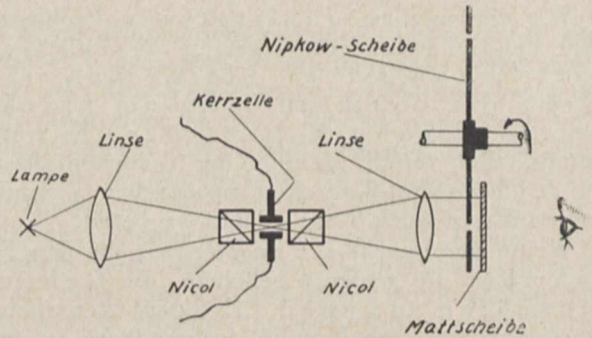 Nipkow-Scheibe
Kerrzelle
Linse
Linse
Lampe
Nicol
Nicol
Mattscheibe